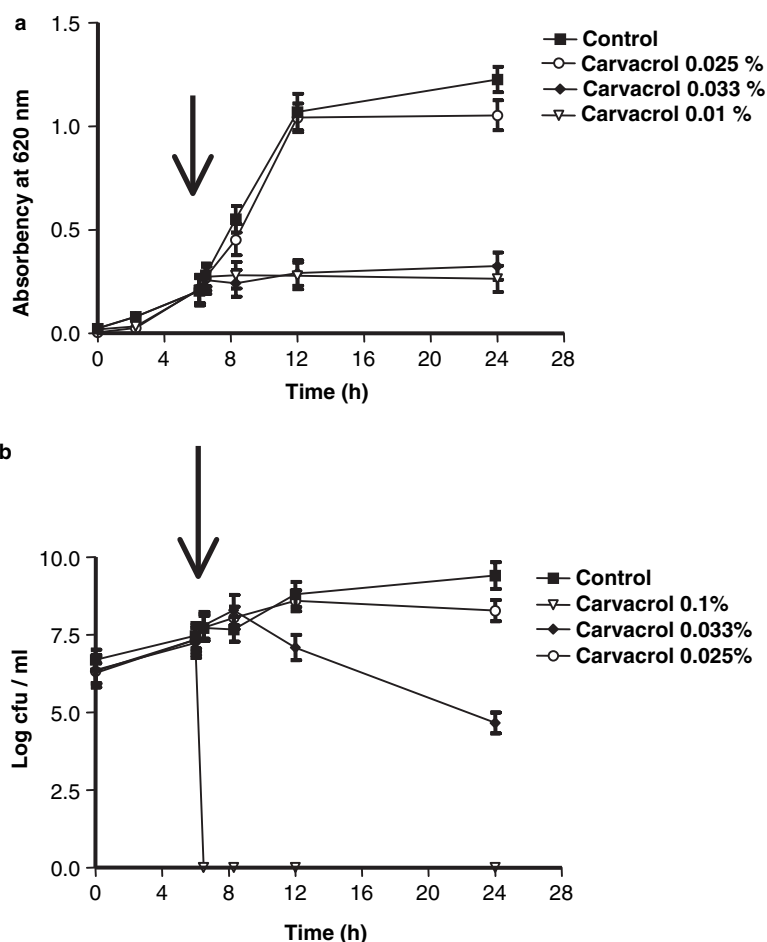 a
Absorbency at 620 nm
1.5
1.0
0.5
0.0
0 4 8 12 16 20 24 28
Time (h)
Control
Carvacrol 0.025 %
Carvacrol 0.033 %
Carvacrol 0.01 %
b
Log cfu / ml
10.0
7.5
5.0
2.5
0.0
0 4 8 12 16 20 24 28
Time (h)
Control
Carvacrol 0.1%
Carvacrol 0.033%
Carvacrol 0.025%